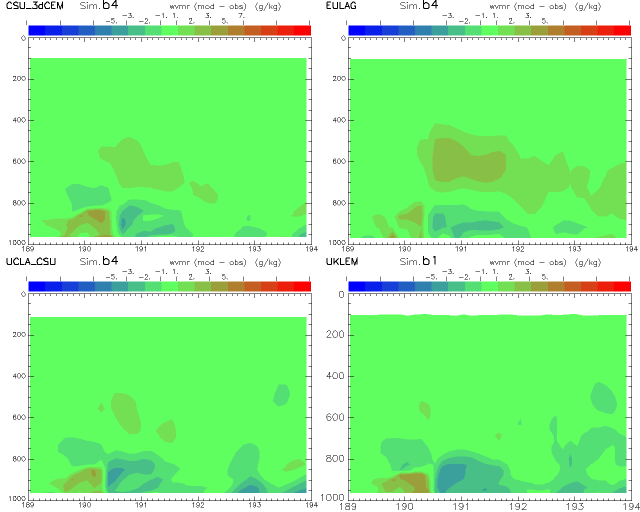 CSU_3dCEM Sim. b4 wvmr (mod - obs) (g/kg)
-5. -3. -2. -1. 1. 2. 3. 5. 7.
0
200
400
600
800
1000
189 190 191 192 193 194
EULAG Sim. b4 wvmr (mod - obs) (g/kg)
-5. -3. -2. -1. 1. 2. 3. 5.
0
200
400
600
800
1000
189 190 191 192 193 194
UCLA_CSU Sim. b4 wvmr (mod - obs) (g/kg)
-5. -3. -2. -1. 1. 2. 3. 5. 7.
0
200
400
600
800
1000
189 190 191 192 193 194
UKLEM Sim. b1 wvmr (mod - obs) (g/kg)
-5. -3. -2. -1. 1. 2. 3. 5.
0
200
400
600
800
1000
189 190 191 192 193 194